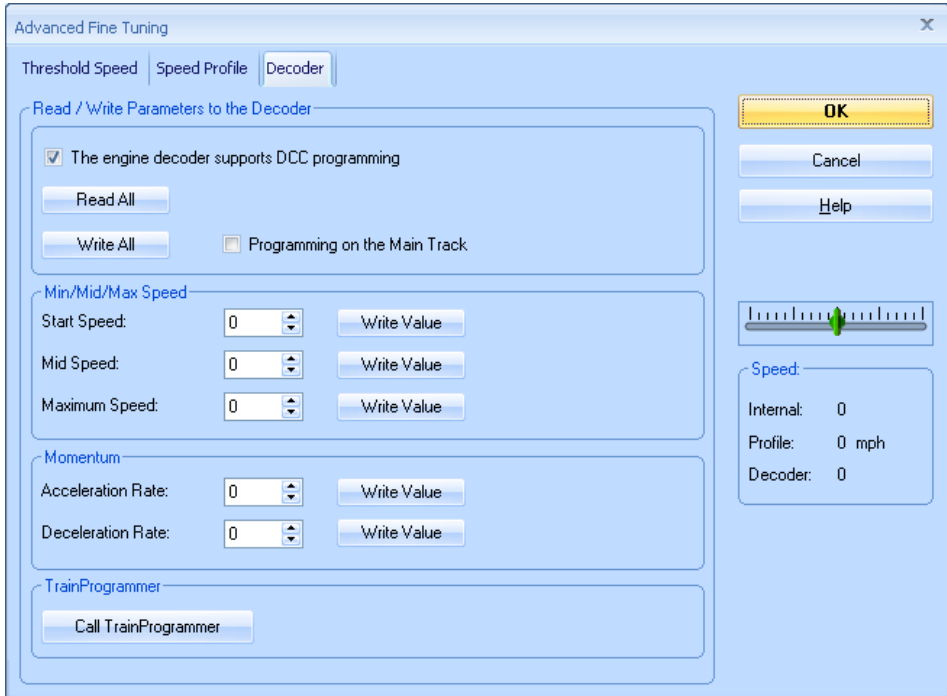 Advanced Fine Tuning
Threshold Speed Speed Profile Decoder
Read / Write Parameters to the Decoder
The engine decoder supports DCC programming
Read All
Write All Programming on the Main Track
Min/Mid/Max Speed
Start Speed: 0 Write Value
Mid Speed: 0 Write Value
Maximum Speed: 0 Write Value
Momentum
Acceleration Rate: 0 Write Value
Deceleration Rate: 0 Write Value
TrainProgrammer
Call TrainProgrammer
OK
Cancel
Help
Speed:
Internal: 0
Profile: 0 mph
Decoder: 0